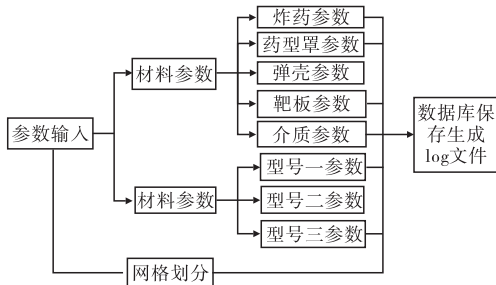 炸药参数
药型罩参数
材料参数
弹壳参数
靶板参数
参数输入
介质参数
数据库保
存生成
log文件
型号一参数
材料参数
型号二参数
型号三参数
网格划分